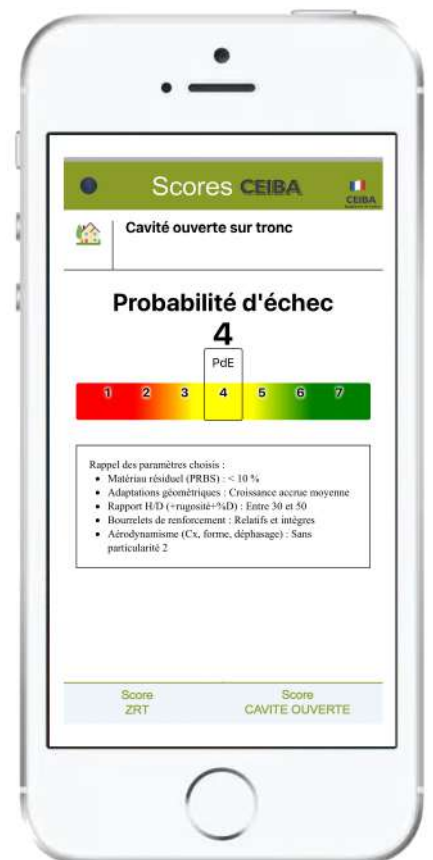 Scores CEIBA
CEIBA
Cavité ouverte sur tronc
Probabilité d'échec
4
PdE
1 2 3 4 5 6 7
Rappel des paramètres choisis :
• Matériau résiduel (PRBS) : < 10 %
• Adaptations géométriques : Croissance accrue moyenne
• Rapport H/D (+rugosité+%D) : Entre 30 et 50
• Bourrelets de renforcement : Relatifs et intègres
• Aérodynamisme (Cx, forme, déphasage) : Sans
particularité 2
Score
ZRT
Score
CAVITE OUVERTE